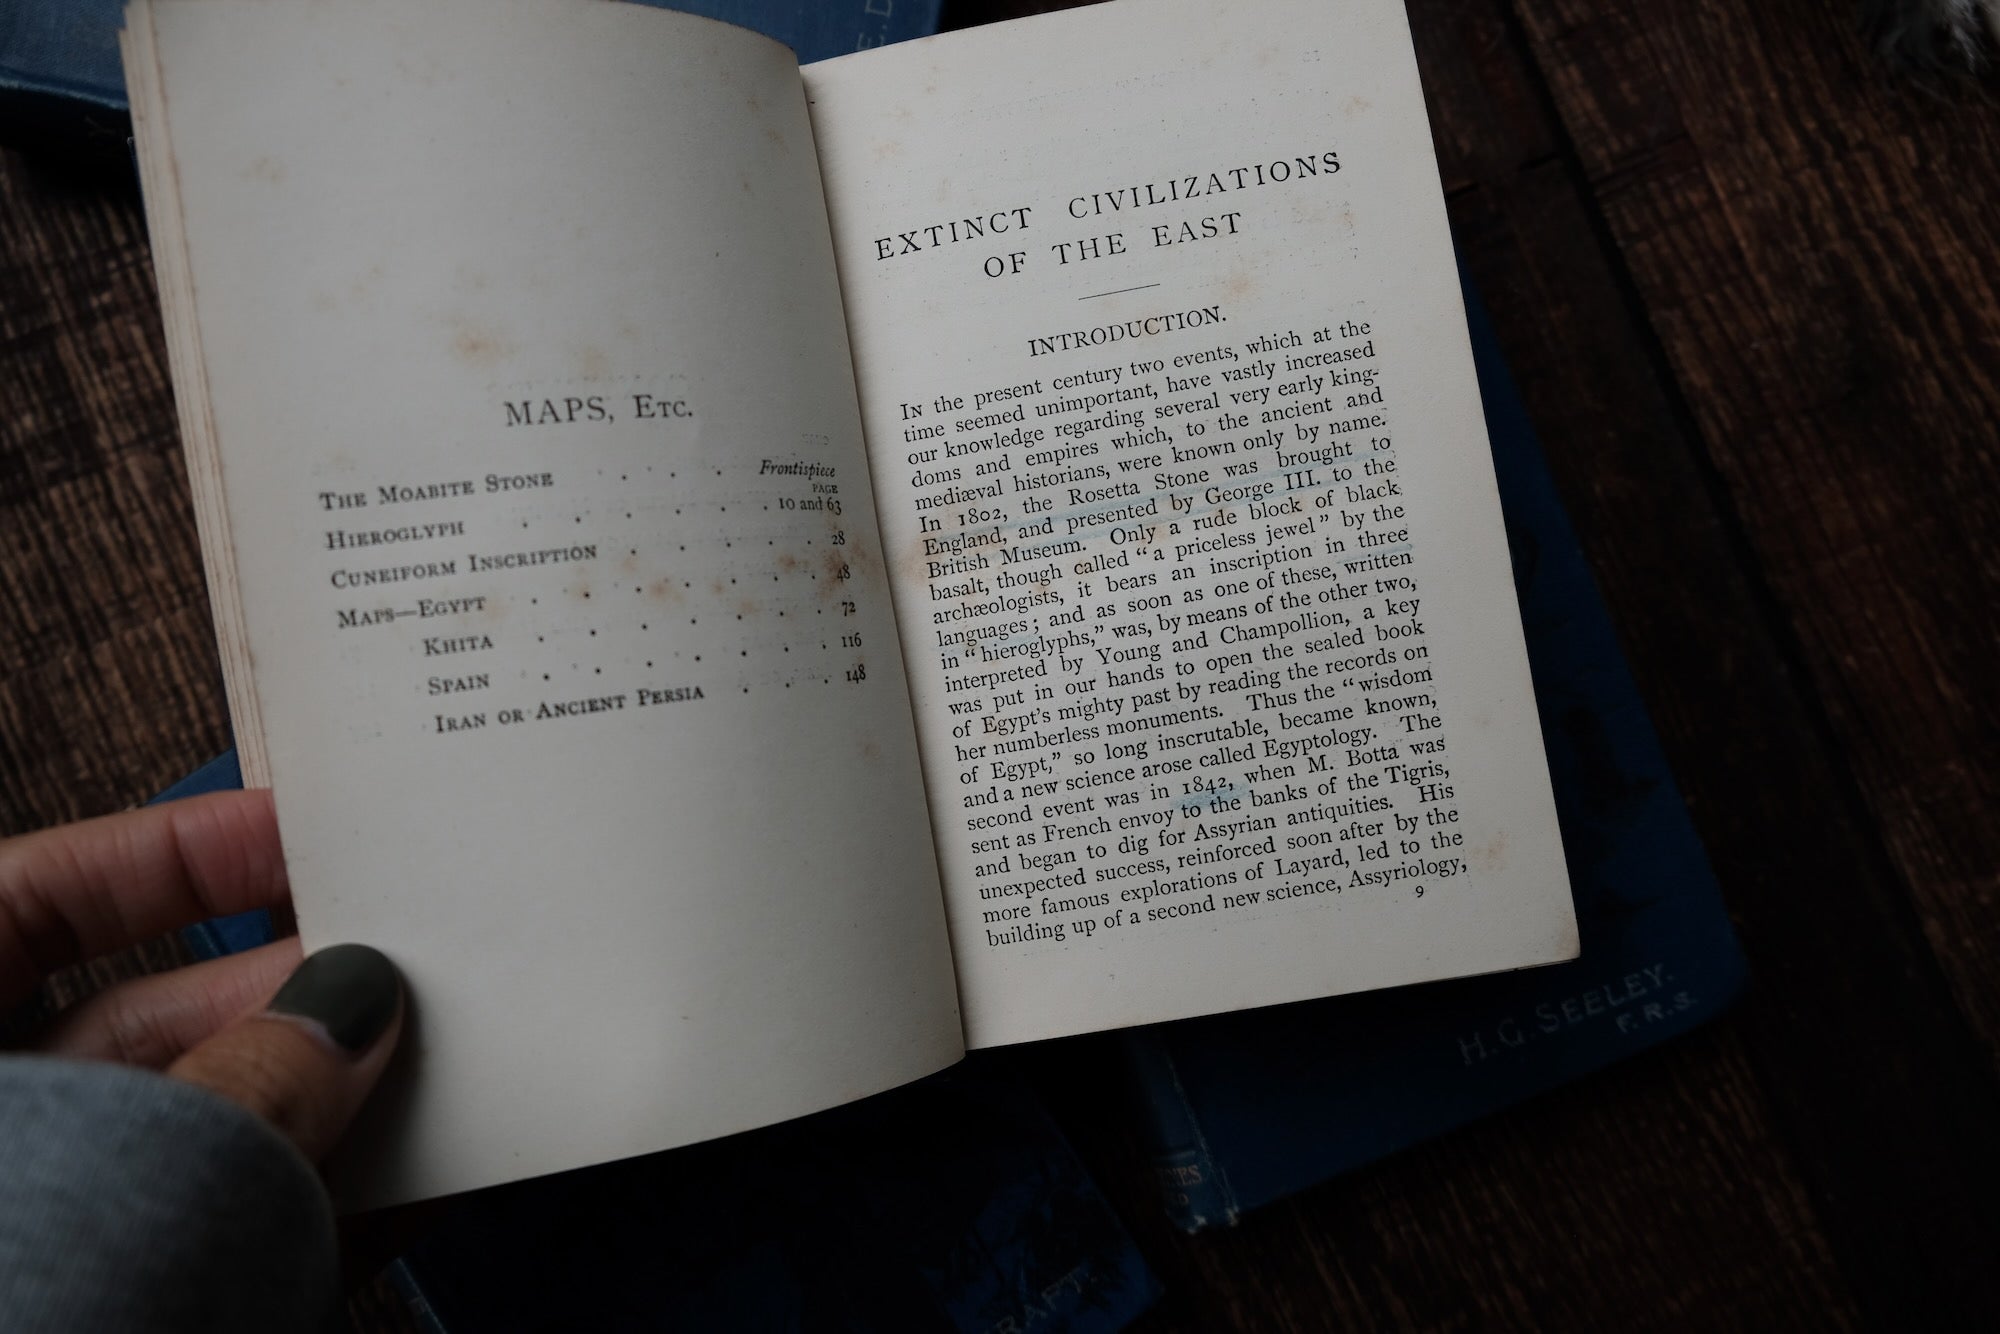 MAPS, ETC.
THE MOABITE STONE . . . Frontispiece
PAGE
HIEROGLYPH . . . . . . 10 and 63
CUNEIFORM INSCRIPTION . . . . 28
MAPS—EGYPT . . . . . . 48
KHITA . . . . . . 72
SPAIN . . . . . . 116
IRAN OR ANCIENT PERSIA . . . 148
EXTINCT CIVILIZATIONS
OF THE EAST
INTRODUCTION.
IN the present century two events, which at the
time seemed unimportant, have vastly increased
our knowledge regarding several very early king-
doms and empires which, to the ancient and
mediæval historians, were known only by name.
In 1802, the Rosetta Stone was brought to
England, and presented by George III. to the
British Museum. Only a rude block of black
basalt, though called “a priceless jewel” by the
archæologists, it bears an inscription in three
languages; and as soon as one of these, written
in “hieroglyphs,” was, by means of the other two,
interpreted by Young and Champollion, a key
was put in our hands to open the sealed book
of Egypt’s mighty past by reading the records on
her numberless monuments. Thus the “wisdom
of Egypt,” so long inscrutable, became known,
and a new science arose called Egyptology. The
second event was in 1842, when M. Botta was
sent as French envoy to the banks of the Tigris,
and began to dig for Assyrian antiquities. His
unexpected success, reinforced soon after by the
more famous explorations of Layard, led to the
building up of a second new science, Assyriology,
9
H. G. SEELEY.
F.R.S.